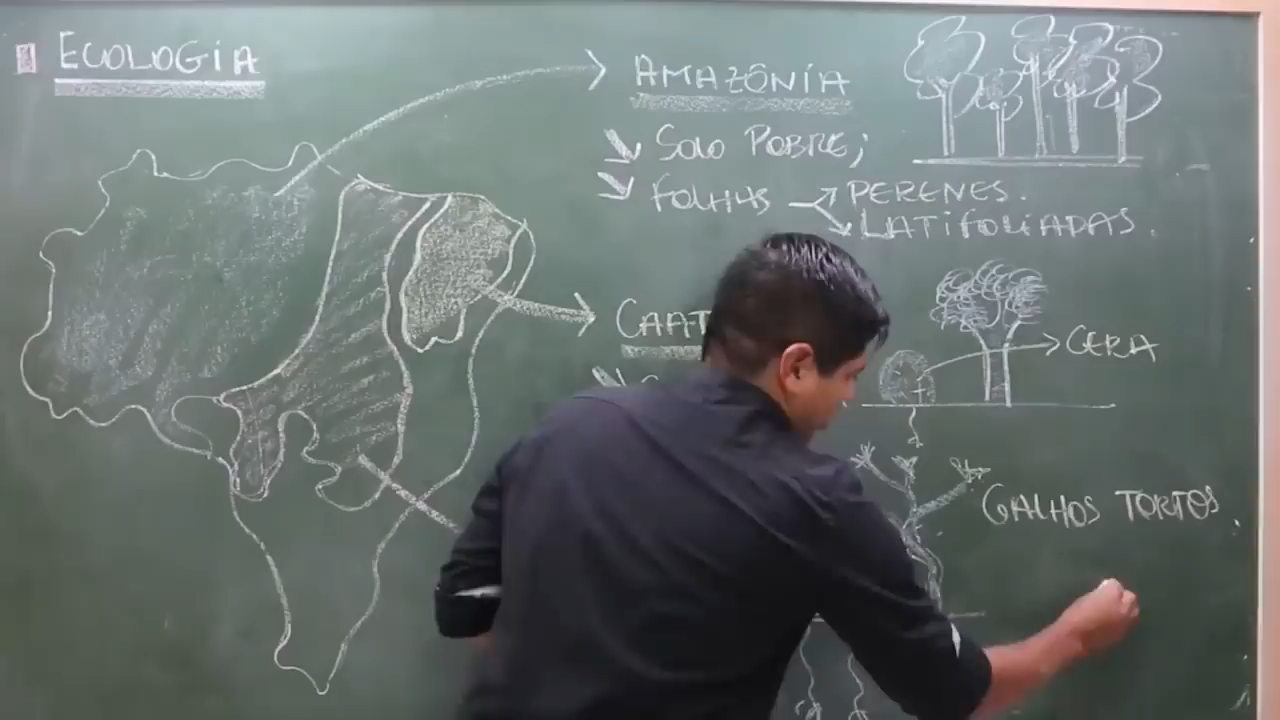 ECOLOGIA
AMAZÔNIA
SOLO POBRE;
FOLHAS
PERENES.
LATIFOLIADAS.
CAAT
CERA
GALHOS TORTOS.